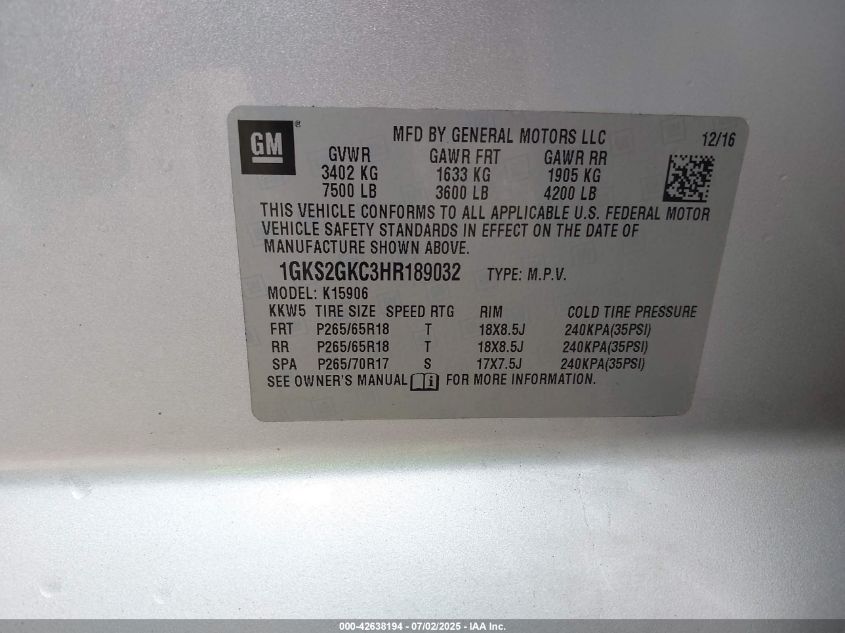 GM ®
MFD BY GENERAL MOTORS LLC 12/16
GVWR GAWR FRT GAWR RR
3402 KG 1633 KG 1905 KG
7500 LB 3600 LB 4200 LB
THIS VEHICLE CONFORMS TO ALL APPLICABLE U.S. FEDERAL MOTOR
VEHICLE SAFETY STANDARDS IN EFFECT ON THE DATE OF
MANUFACTURE SHOWN ABOVE.
1GKS2GKC3HR189032 TYPE: M.P.V.
MODEL: K15906
KKW5 TIRE SIZE SPEED RTG RIM COLD TIRE PRESSURE
FRT P265/65R18 T 18X8.5J 240KPA(35PSI)
RR P265/65R18 T 18X8.5J 240KPA(35PSI)
SPA P265/70R17 S 17X7.5J 240KPA(35PSI)
SEE OWNER'S MANUAL FOR MORE INFORMATION.
000-42638194 - 07/02/2025 - IAA Inc.